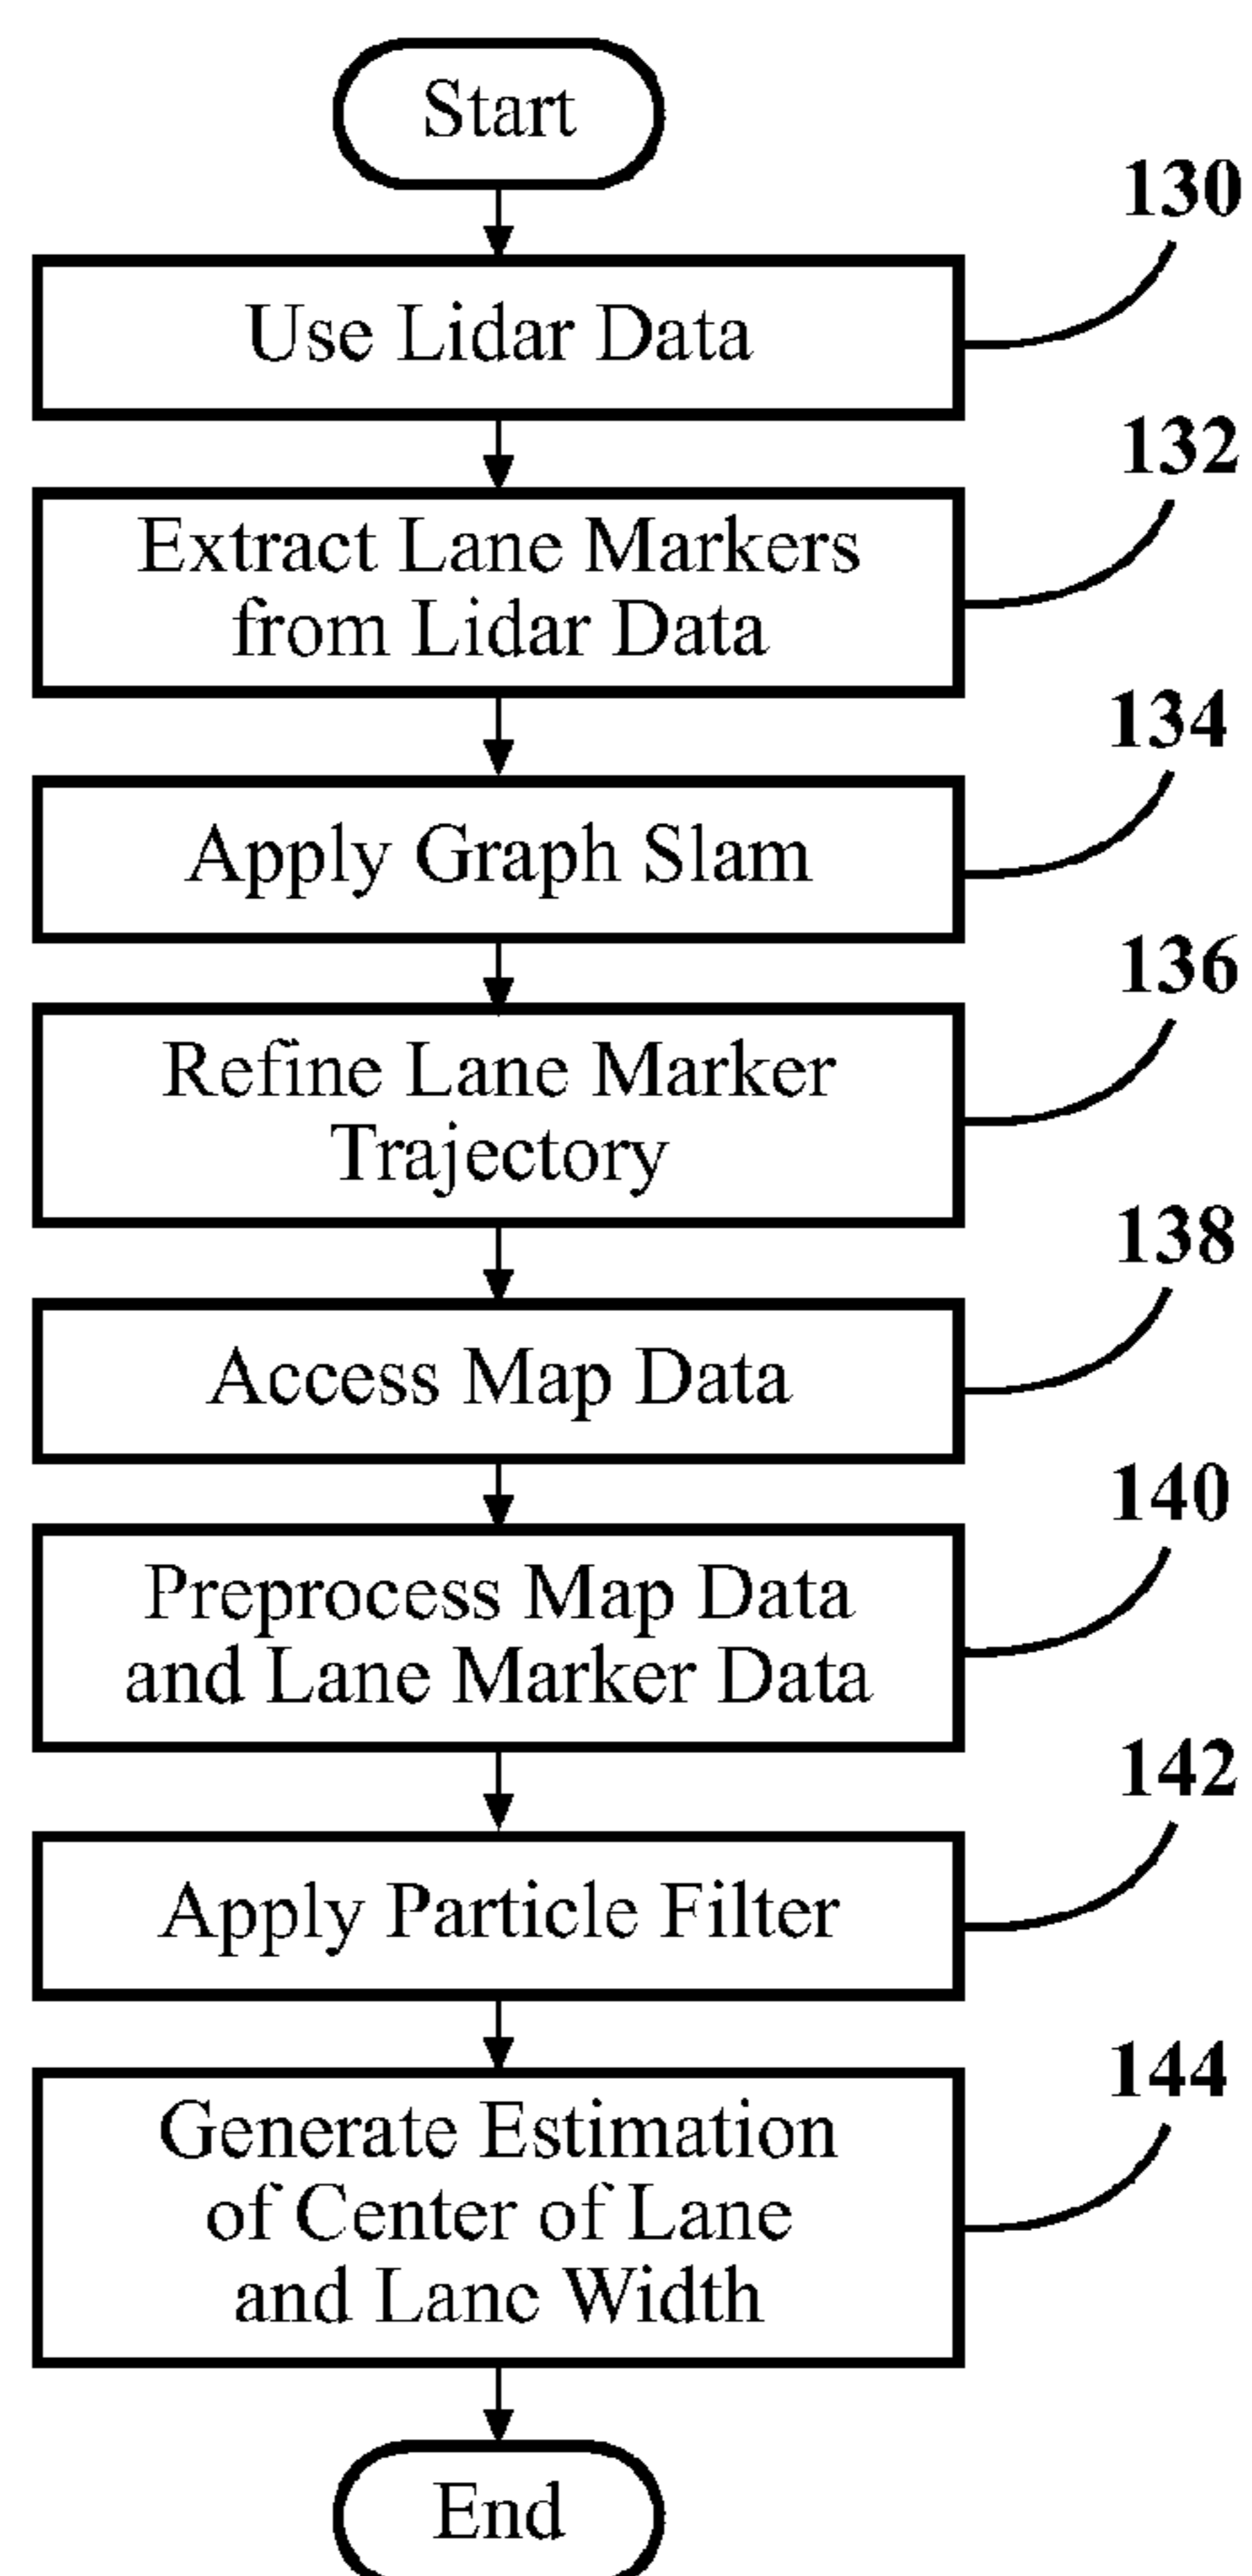 Start
130
Use Lidar Data
132
Extract Lane Markers
from Lidar Data
134
Apply Graph Slam
136
Refine Lane Marker
Trajectory
138
Access Map Data
140
Preprocess Map Data
and Lane Marker Data
142
Apply Particle Filter
144
Generate Estimation
of Center of Lane
and Lane Width
End